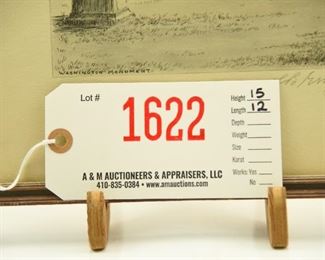 WASHINGTON MONUMENT
Lot #
1622
Height 15
Length 12
Depth
Weight
Size
Karat
Works: Yes
No
A & M AUCTIONEERS & APPRAISERS, LLC
410-835-0384 • www.amauctions.com